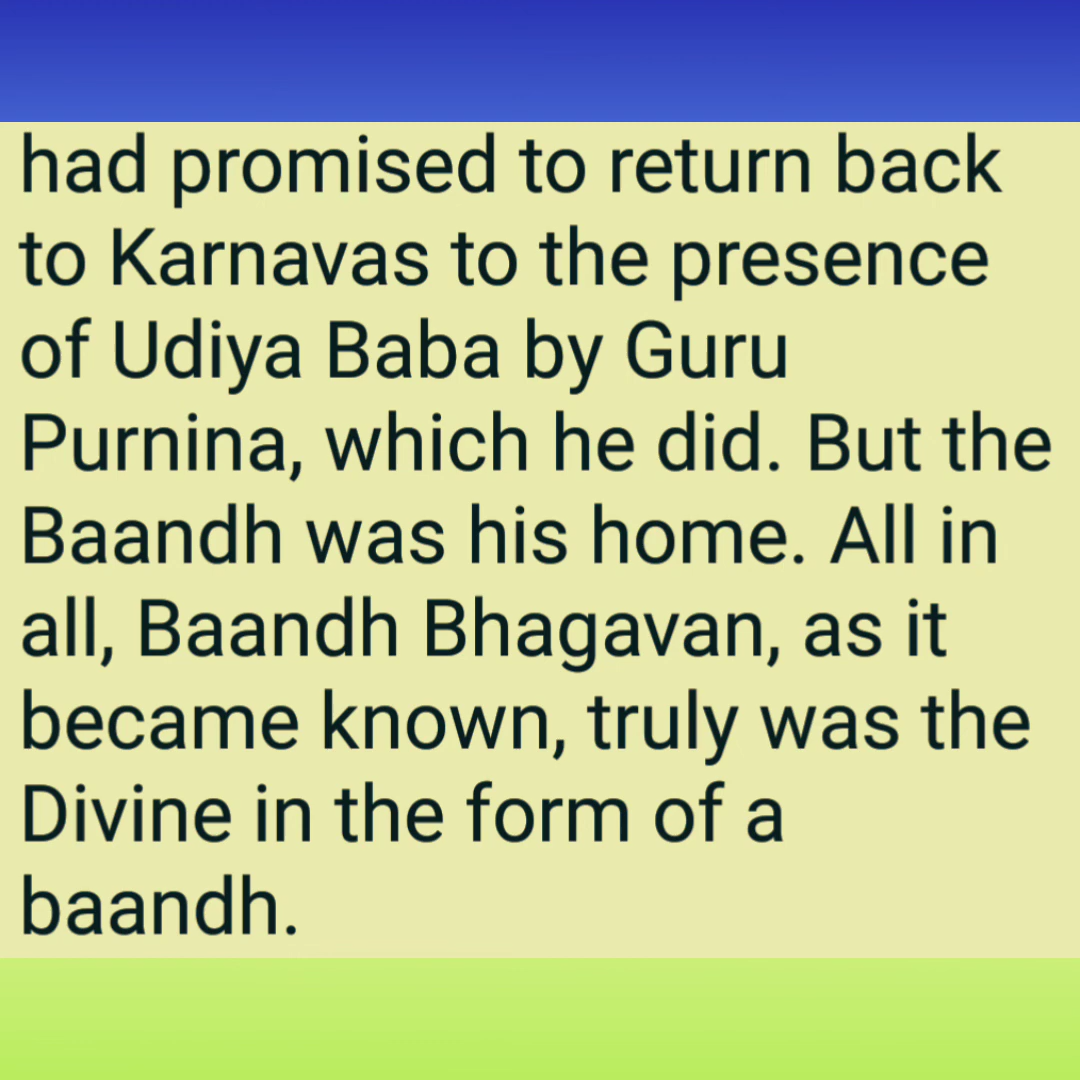 had promised to return back
to Karnavas to the presence
of Udiya Baba by Guru
Purnina, which he did. But the
Baandh was his home. All in
all, Baandh Bhagavan, as it
became known, truly was the
Divine in the form of a
baandh.